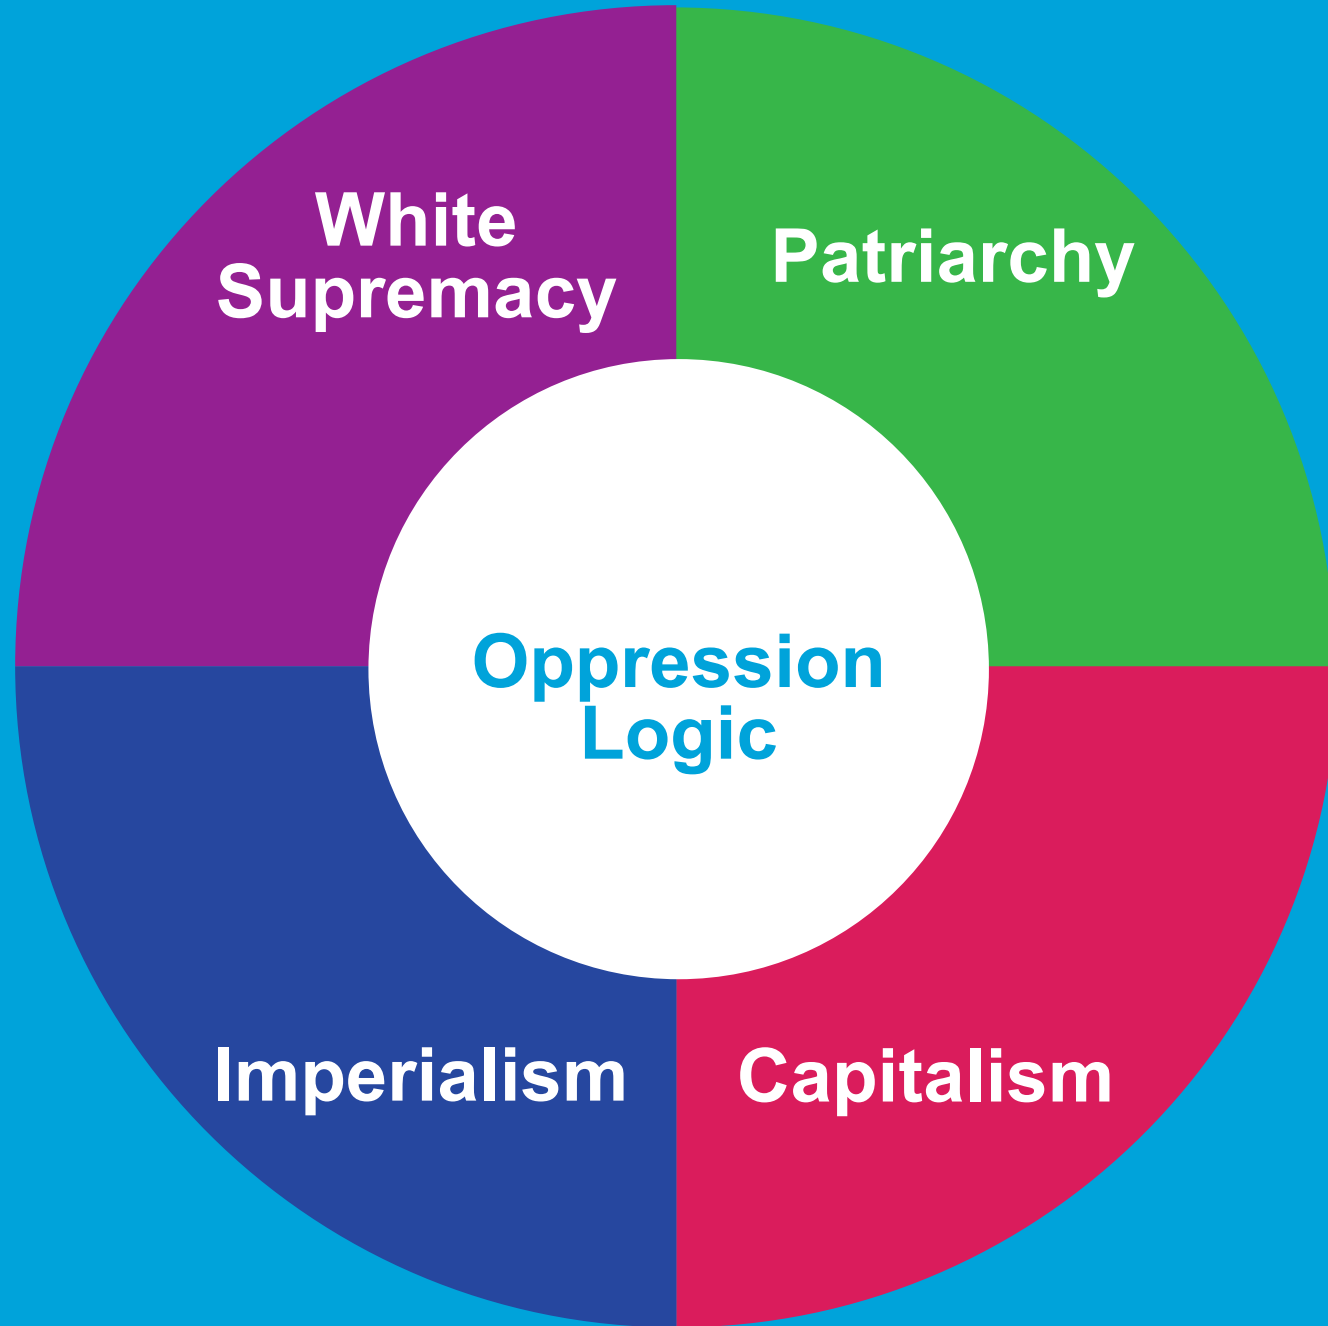 White
Supremacy
Patriarchy
Oppression
Logic
Imperialism
Capitalism